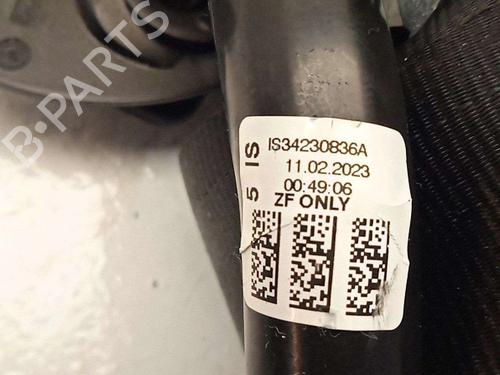 IS34230836A
11.02.2023
00:49:06
ZF ONLY
5 IS
B-PARTS